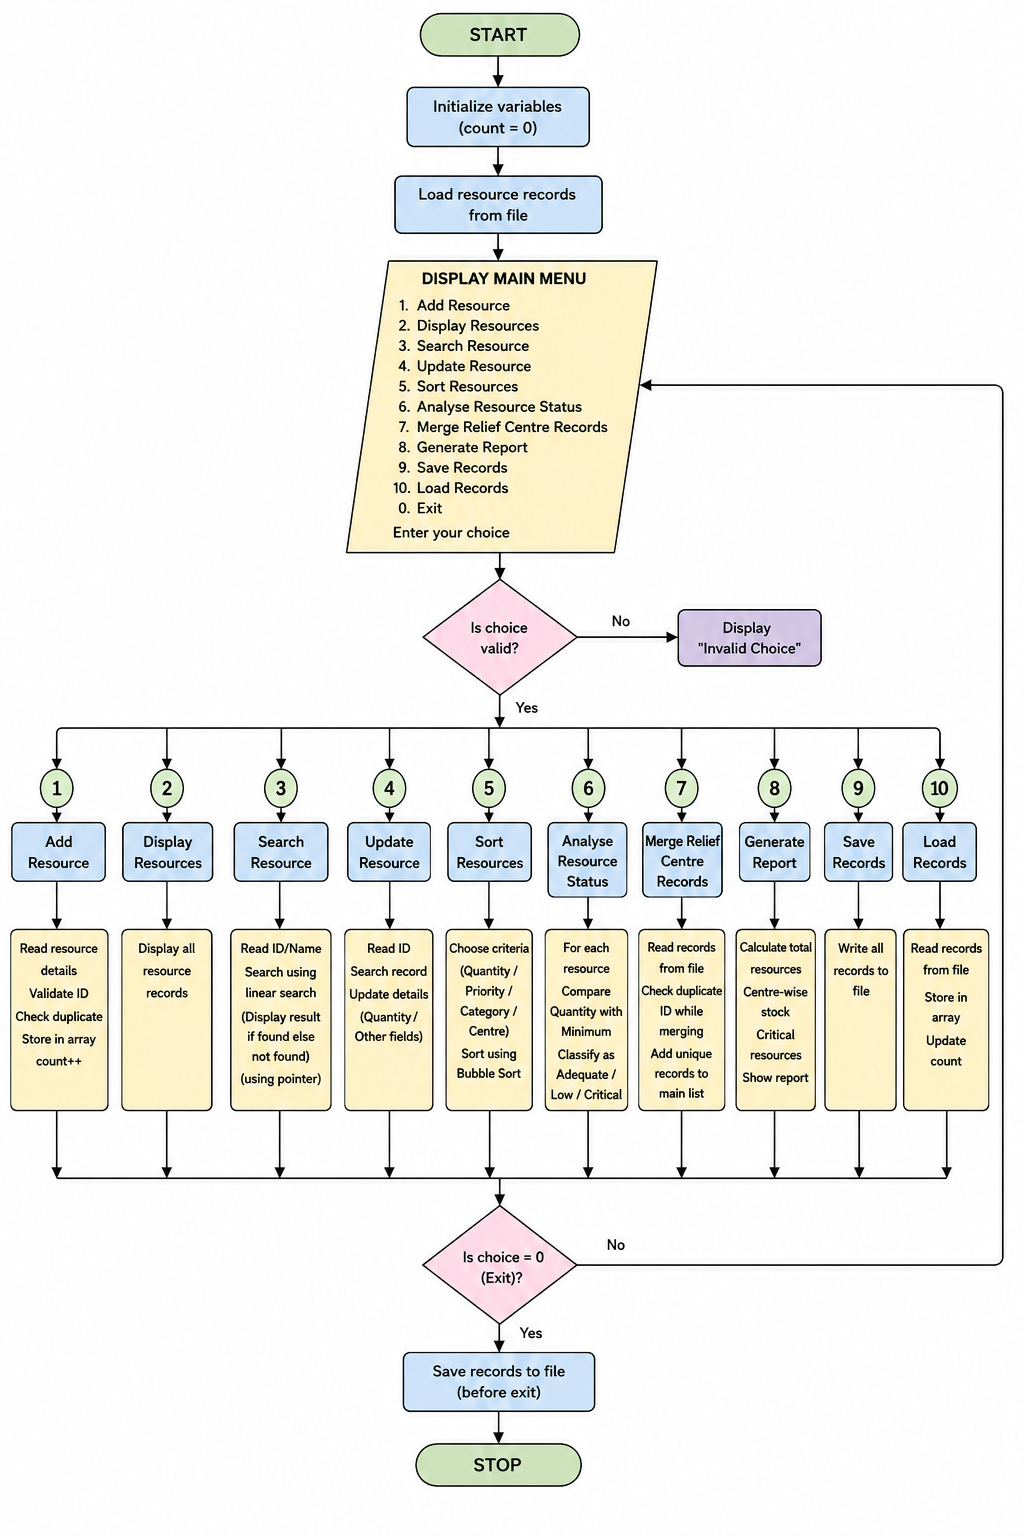 START
Initialize variables
(count = 0)
Load resource records
from file
DISPLAY MAIN MENU
1. Add Resource
2. Display Resources
3. Search Resource
4. Update Resource
5. Sort Resources
6. Analyse Resource Status
7. Merge Relief Centre Records
8. Generate Report
9. Save Records
10. Load Records
0. Exit
Enter your choice
Is choice
valid?
No
Display
"Invalid Choice"
Yes
1
Add
Resource
Read resource
details
Validate ID
Check duplicate
Store in array
count++
2
Display
Resources
Display all
resource
records
3
Search
Resource
Read ID/Name
Search using
linear search
(Display result
if found else
not found)
(using pointer)
4
Update
Resource
Read ID
Search record
Update details
(Quantity /
Other fields)
5
Sort
Resources
Choose criteria
(Quantity /
Priority /
Category /
Centre)
Sort using
Bubble Sort
6
Analyse
Resource
Status
For each
resource
Compare
Quantity with
Minimum
Classify as
Adequate /
Low / Critical
7
Merge Relief
Centre
Records
Read records
from file
Check duplicate
ID while
merging
Add unique
records to
main list
8
Generate
Report
Calculate total
resources
Centre-wise
stock
Critical
resources
Show report
9
Save
Records
Write all
records to
file
10
Load
Records
Read records
from file
Store in
array
Update
count
Is choice = 0
(Exit)?
No
Yes
Save records to file
(before exit)
STOP